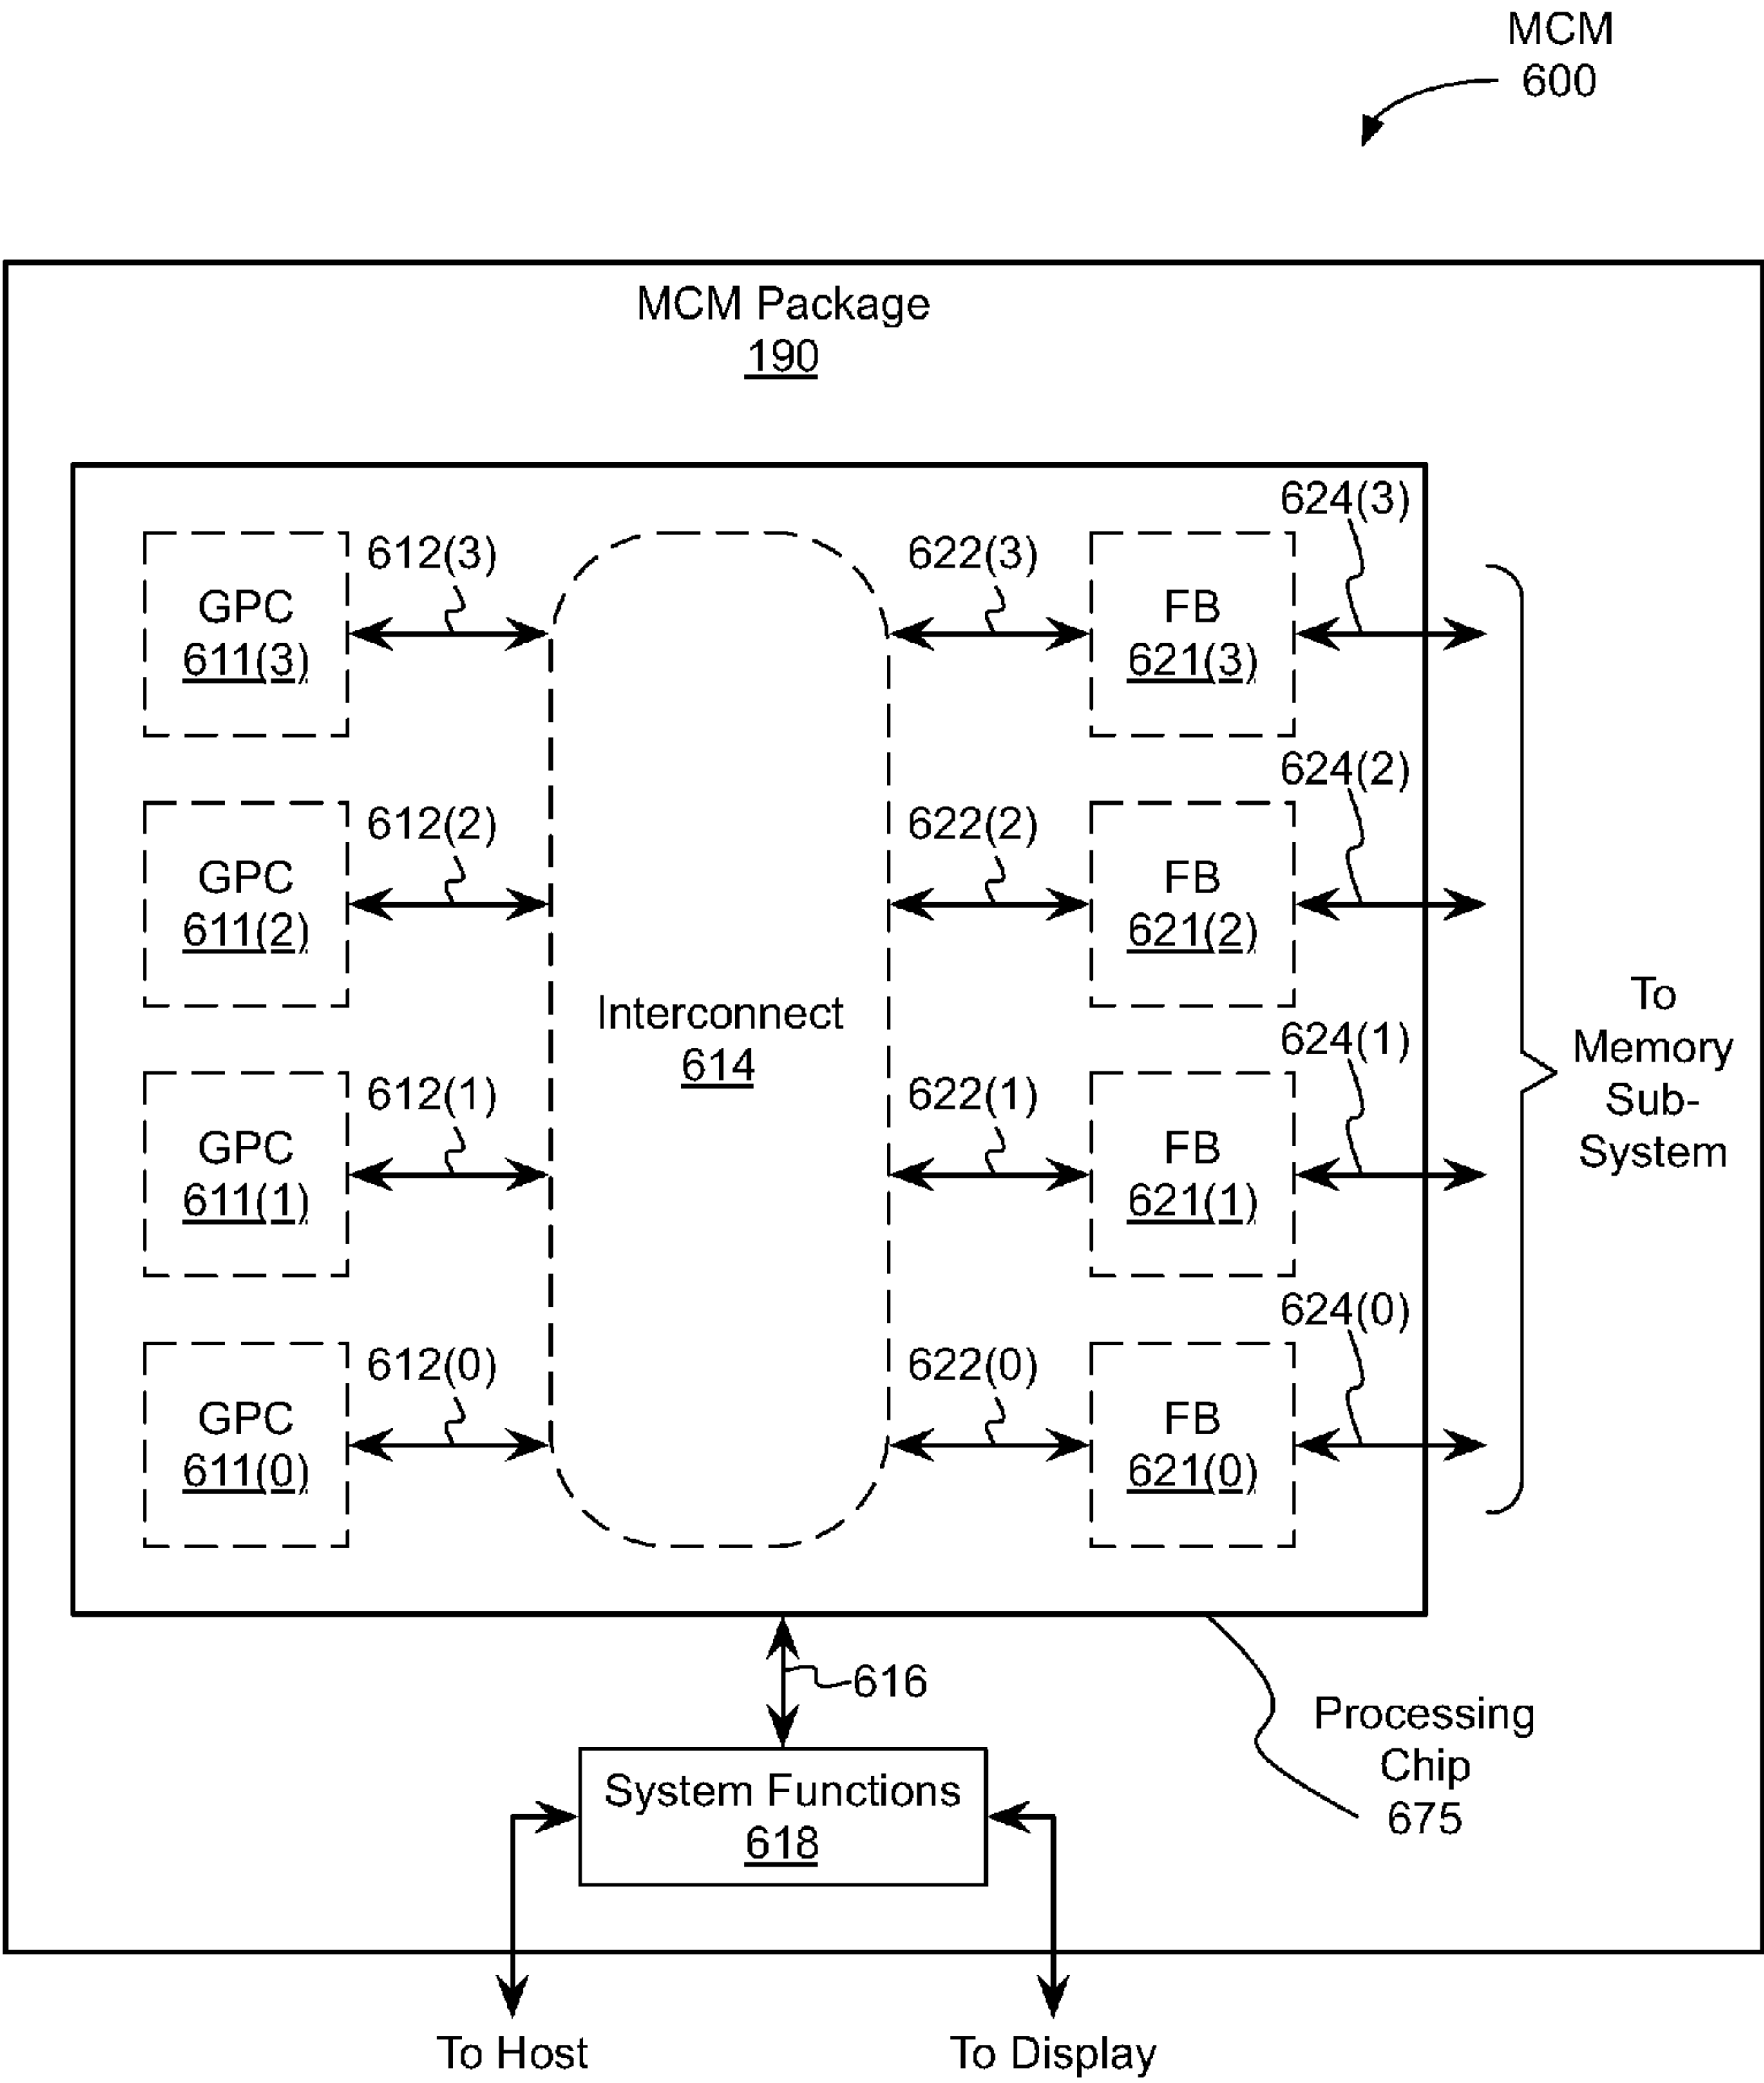 MCM
600
MCM Package
190
624(3)
612(3)
622(3)
GPC
611(3)
FB
621(3)
624(2)
612(2)
622(2)
GPC
611(2)
FB
621(2)
Interconnect
614
To
Memory
Sub-
System
624(1)
612(1)
622(1)
GPC
611(1)
FB
621(1)
624(0)
612(0)
622(0)
GPC
611(0)
FB
621(0)
616
Processing
Chip
675
System Functions
618
To Host
To Display